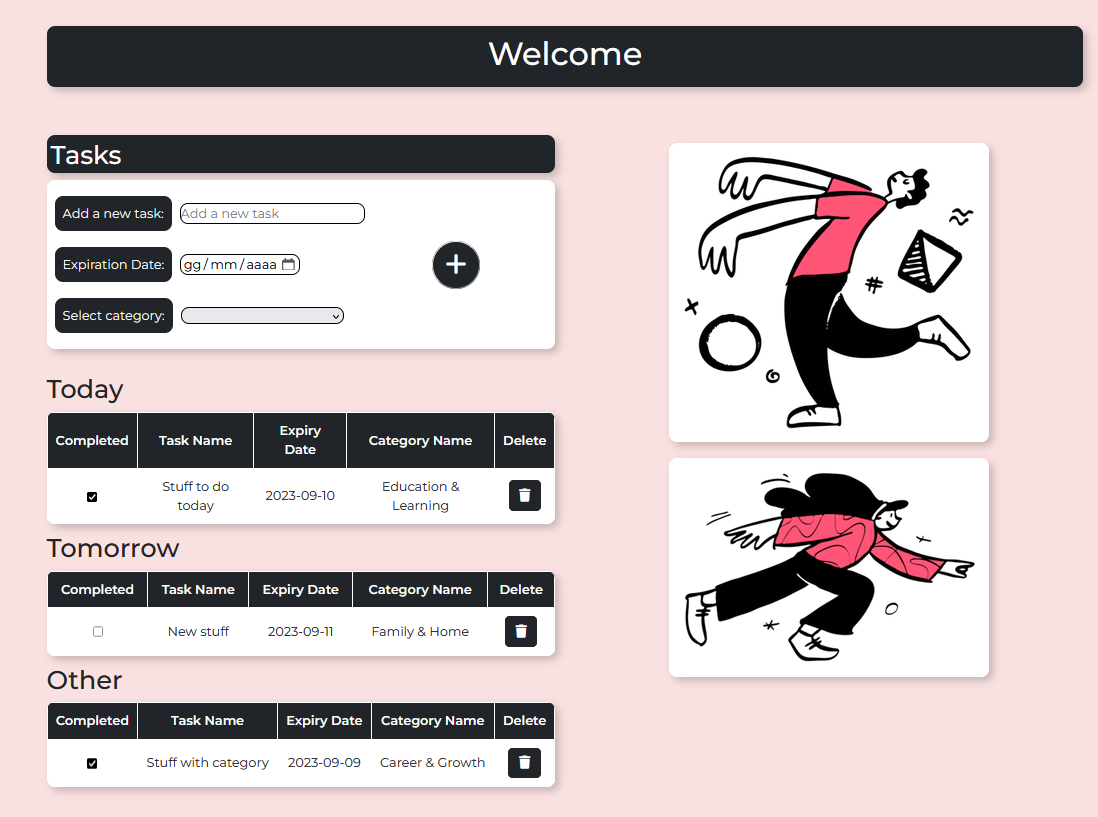 Welcome
Tasks
Add a new task: Add a new task
Expiration Date: gg/mm/aaaa
Select category:
Today
Completed Task Name Expiry Date Category Name Delete
Stuff to do today 2023-09-10 Education & Learning
Tomorrow
Completed Task Name Expiry Date Category Name Delete
New stuff 2023-09-11 Family & Home
Other
Completed Task Name Expiry Date Category Name Delete
Stuff with category 2023-09-09 Career & Growth